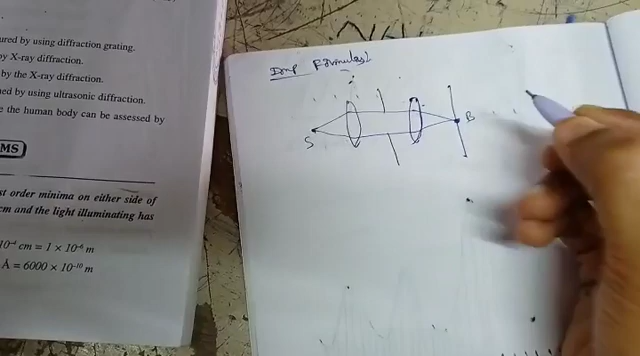 ured by using diffraction grating.
by X-ray diffraction.
by the X-ray diffraction.
ned by using ultrasonic diffraction.
e the human body can be assessed by
MS
st order minima on either side of
cm and the light illuminating has
10⁻⁴ cm = 1 × 10⁻⁶ m
Å = 6000 × 10⁻¹⁰ m
Imp Formulas
S
B